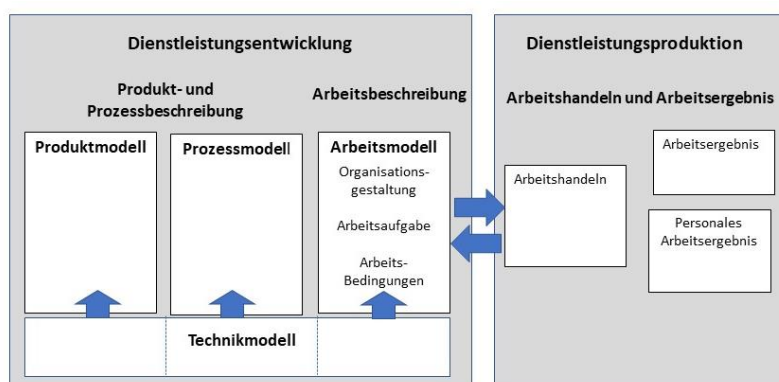 Dienstleistungsentwicklung
Produkt- und
Prozessbeschreibung
Arbeitsbeschreibung
Produktmodell
Prozessmodell
Arbeitsmodell
Organisations-
gestaltung
Arbeitsaufgabe
Arbeits-
Bedingungen
Technikmodell
Dienstleistungsproduktion
Arbeitshandeln und Arbeitsergebnis
Arbeitshandeln
Arbeitsergebnis
Personales
Arbeitsergebnis